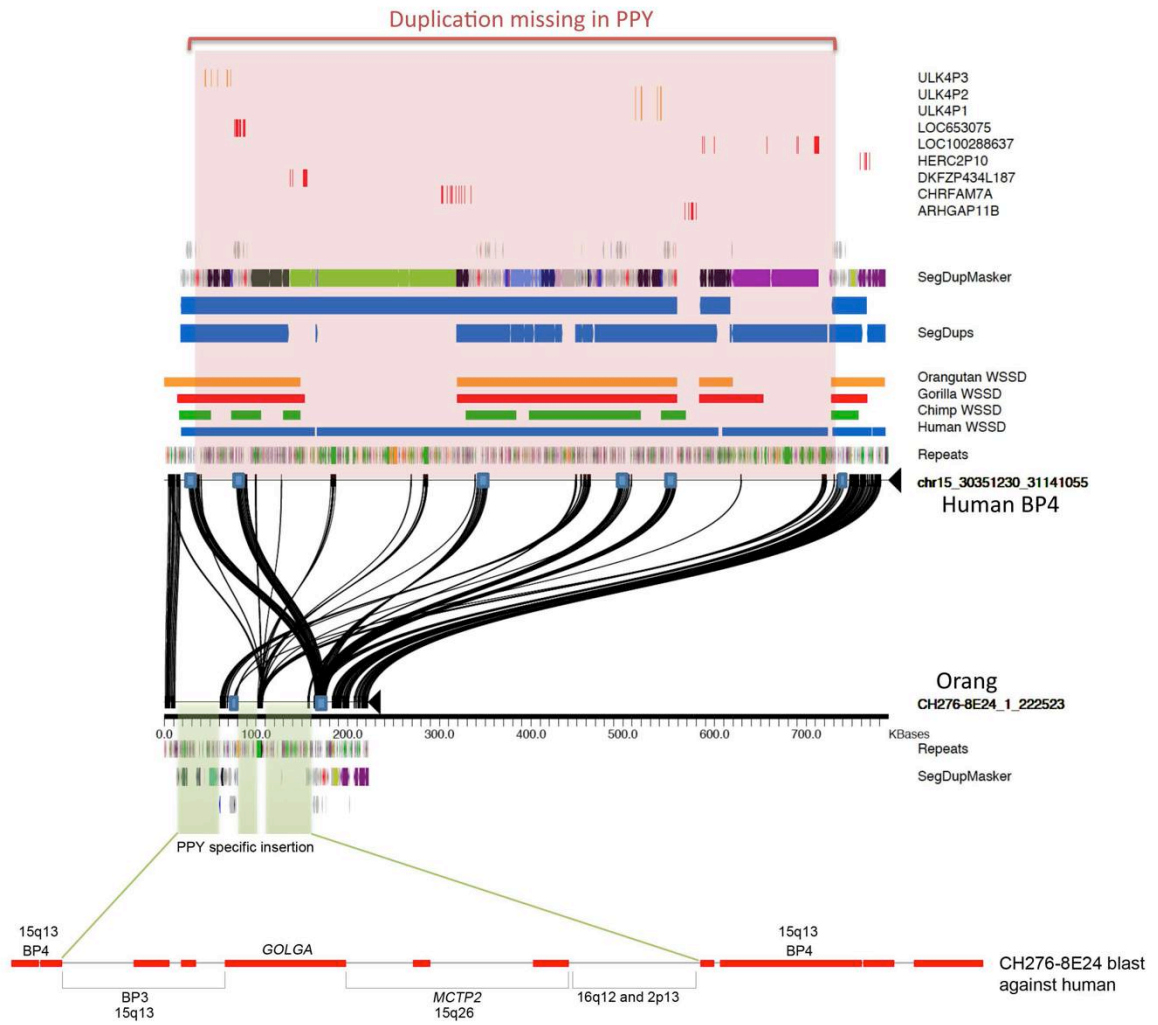 Duplication missing in PPY
ULK4P3
ULK4P2
ULK4P1
LOC653075
LOC100288637
HERC2P10
DKFZP434L187
CHRFAM7A
ARHGAP11B
SegDupMasker
SegDups
Orangutan WSSD
Gorilla WSSD
Chimp WSSD
Human WSSD
Repeats
chr15_30351230_31141055
Human BP4
Orang
CH276-8E24_1_222523
0.0 100.0 200.0 300.0 400.0 500.0 600.0 700.0 KBases
Repeats
SegDupMasker
PPY specific insertion
15q13
BP4
GOLGA
15q13
BP4
CH276-8E24 blast
against human
BP3
15q13
MCTP2
15q26
16q12 and 2p13